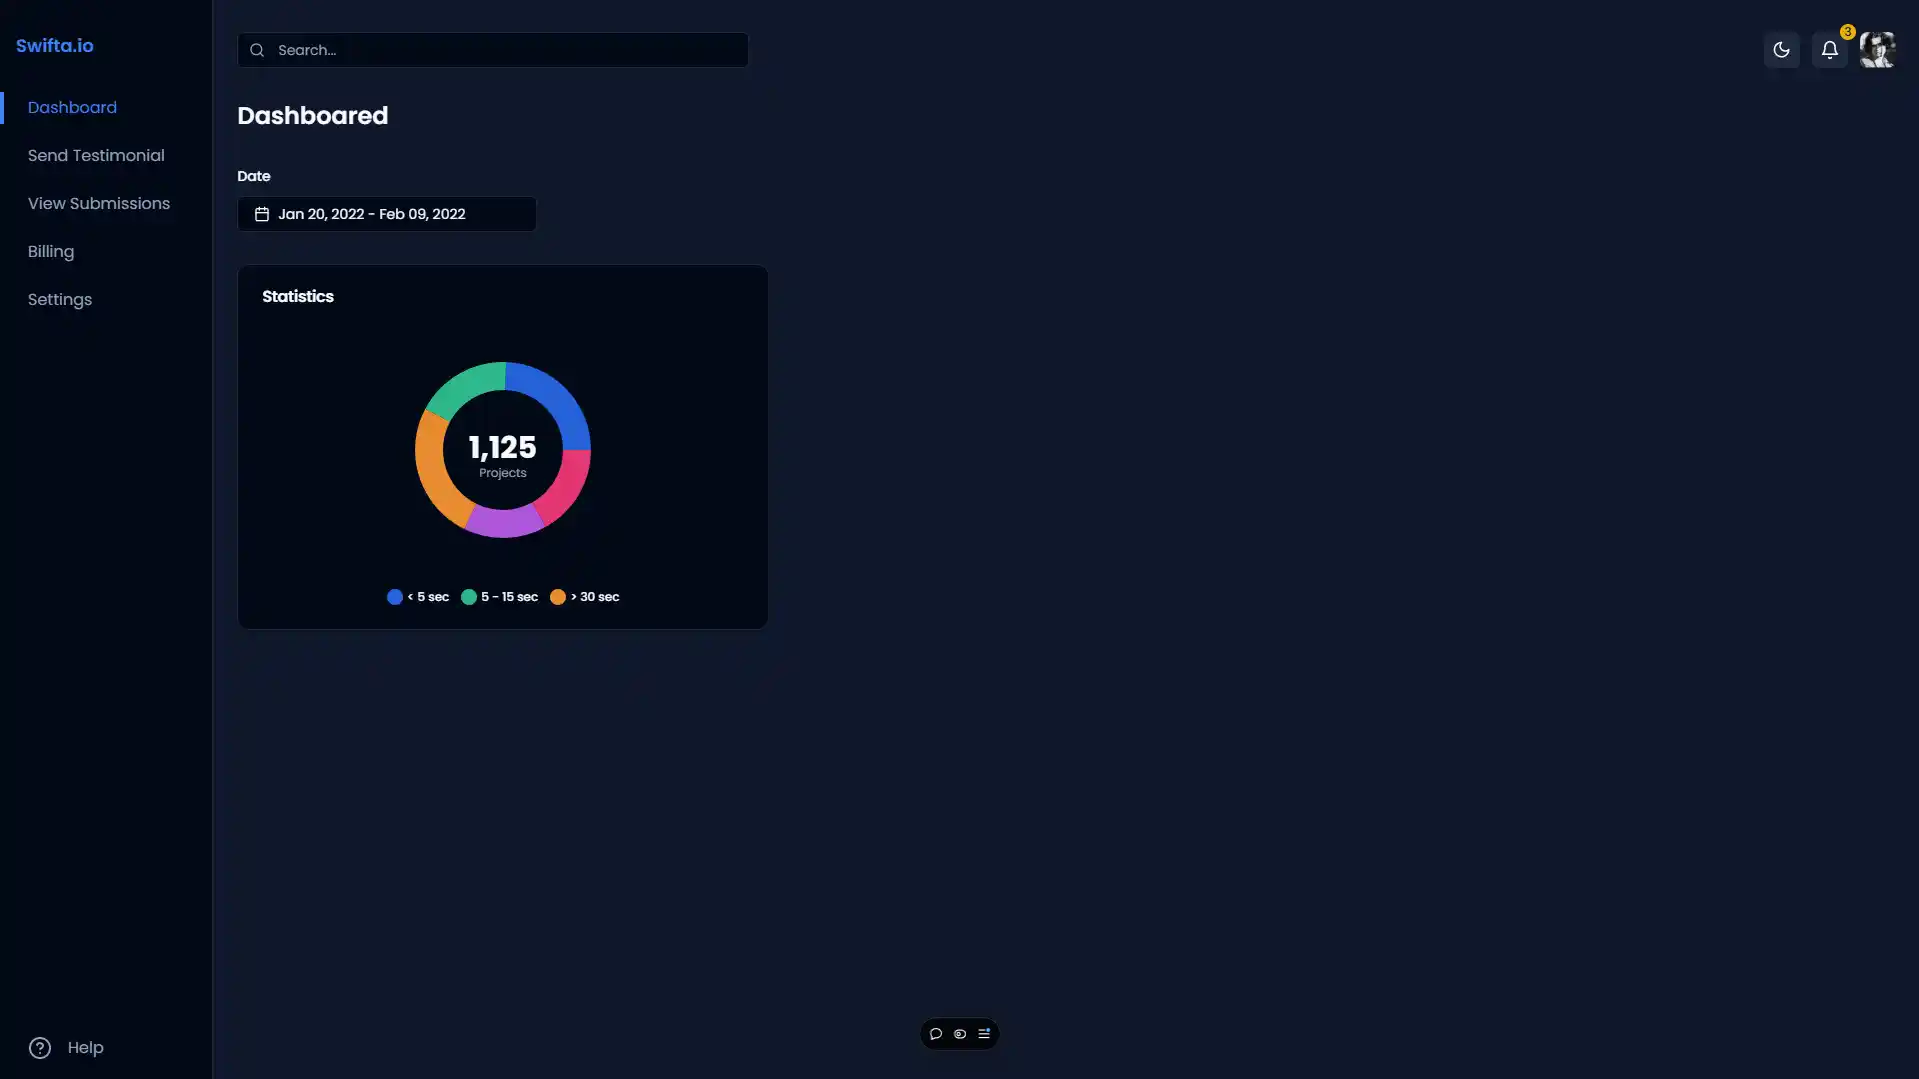 Swifta.io
Dashboard
Send Testimonial
View Submissions
Billing
Settings
Help
Search...
3
Dashboared
Date
Jan 20, 2022 - Feb 09, 2022
Statistics
1,125
Projects
< 5 sec 5 - 15 sec > 30 sec